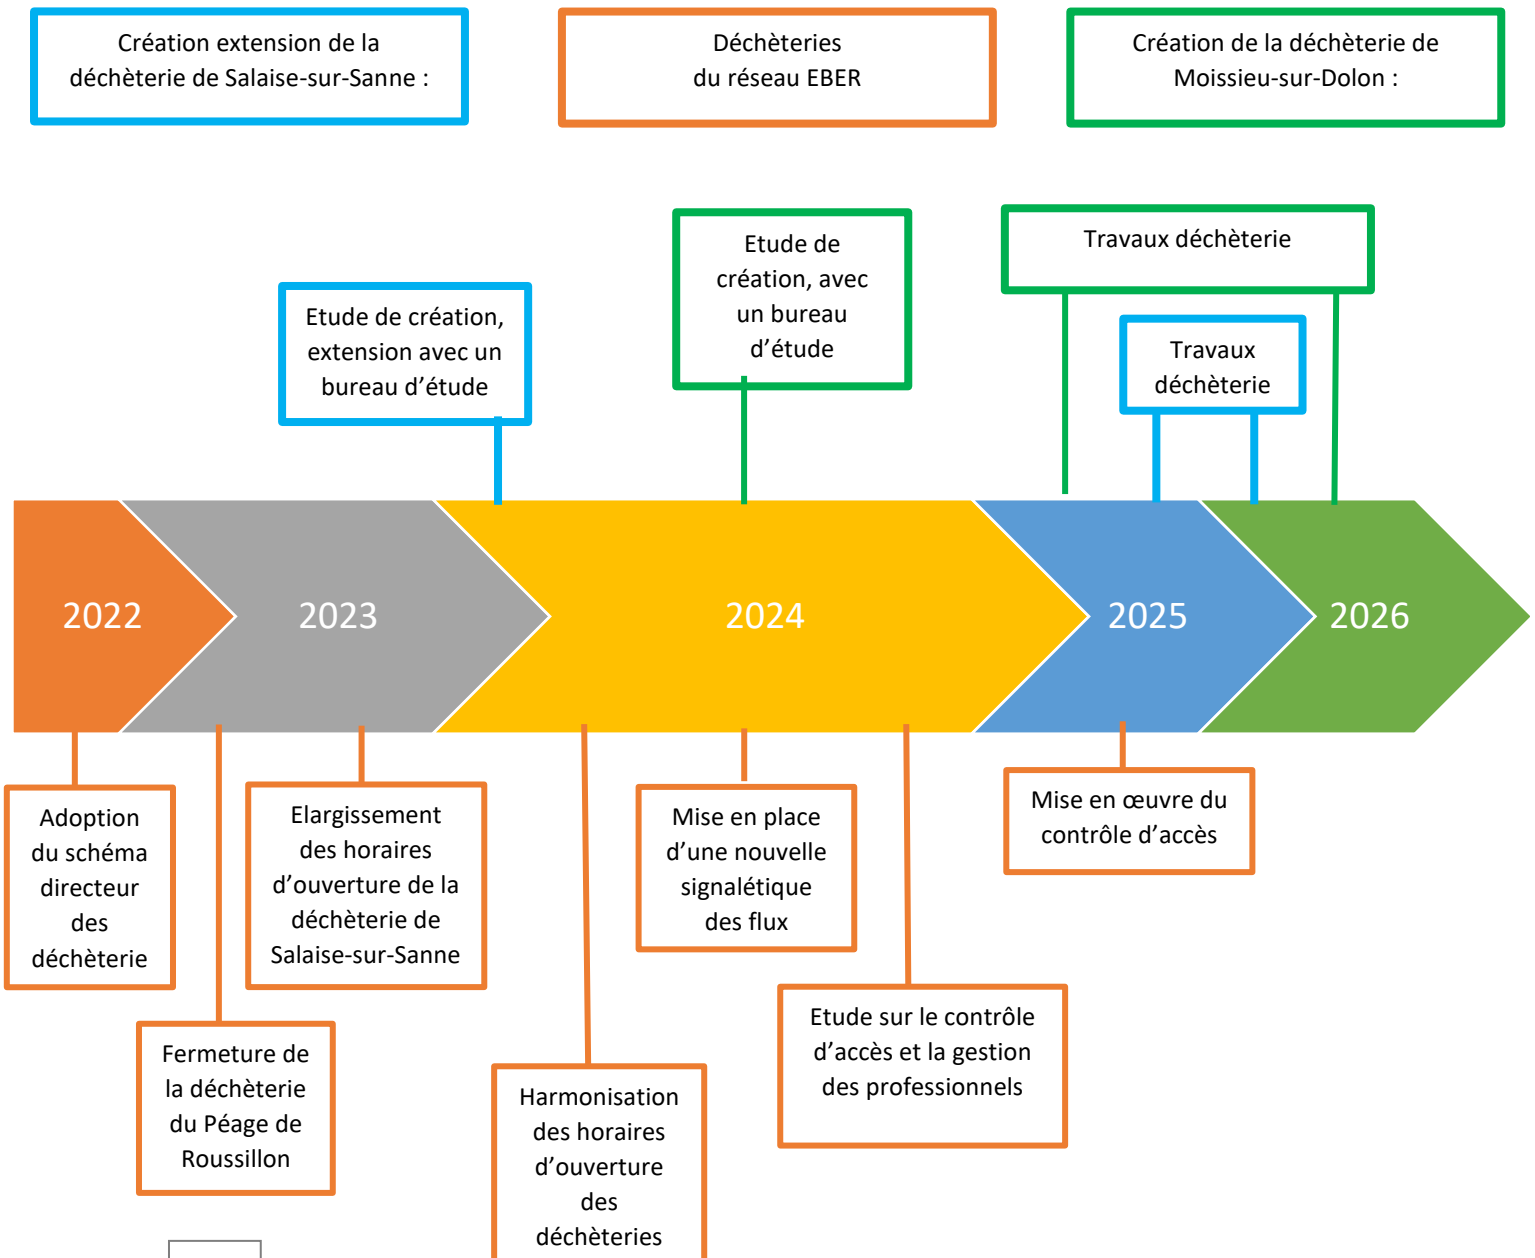 Création extension de la
déchèterie de Salaise-sur-Sanne :
Déchèteries
du réseau EBER
Création de la déchèterie de
Moissieu-sur-Dolon :
Etude de création,
extension avec un
bureau d’étude
Etude de
création, avec
un bureau
d’étude
Travaux déchèterie
Travaux
déchèterie
2022
2023
2024
2025
2026
Adoption
du schéma
directeur
des
déchèterie
Fermeture de
la déchèterie
du Péage de
Roussillon
Elargissement
des horaires
d’ouverture de la
déchèterie de
Salaise-sur-Sanne
Harmonisation
des horaires
d’ouverture
des
déchèteries
Mise en place
d’une nouvelle
signalétique
des flux
Etude sur le contrôle
d’accès et la gestion
des professionnels
Mise en œuvre du
contrôle d’accès